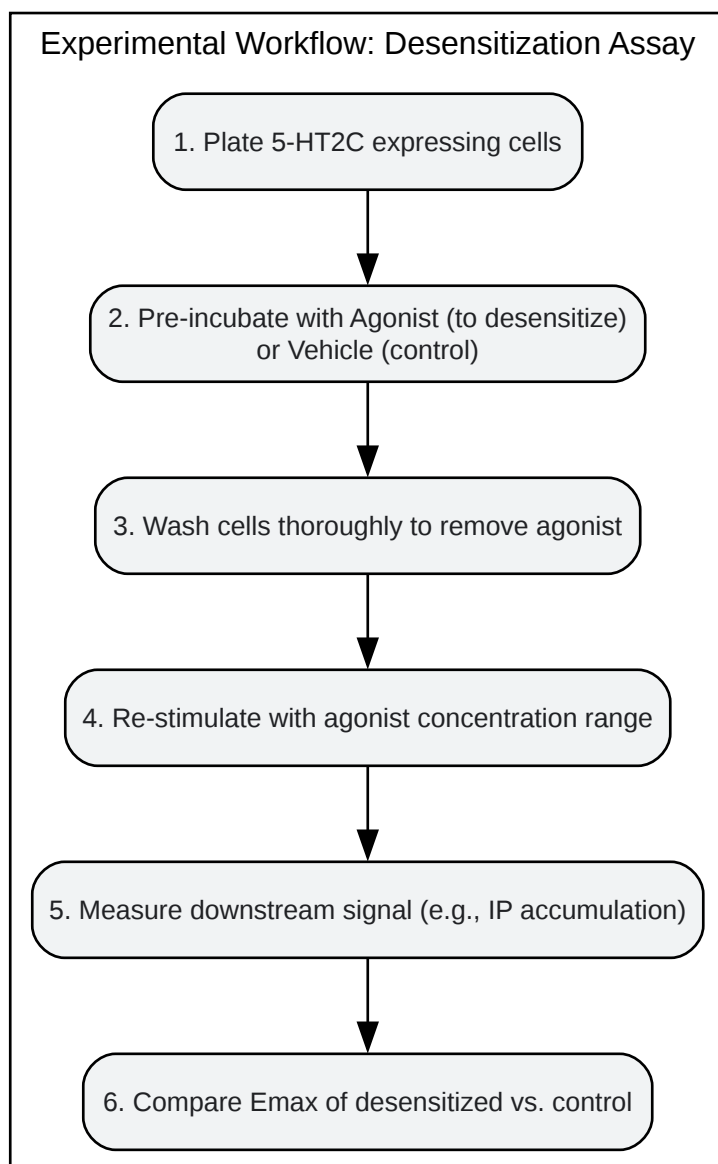 Experimental Workflow: Desensitization Assay
1. Plate 5-HT2C expressing cells
2. Pre-incubate with Agonist (to desensitize)
or Vehicle (control)
3. Wash cells thoroughly to remove agonist
4. Re-stimulate with agonist concentration range
5. Measure downstream signal (e.g., IP accumulation)
6. Compare Emax of desensitized vs. control